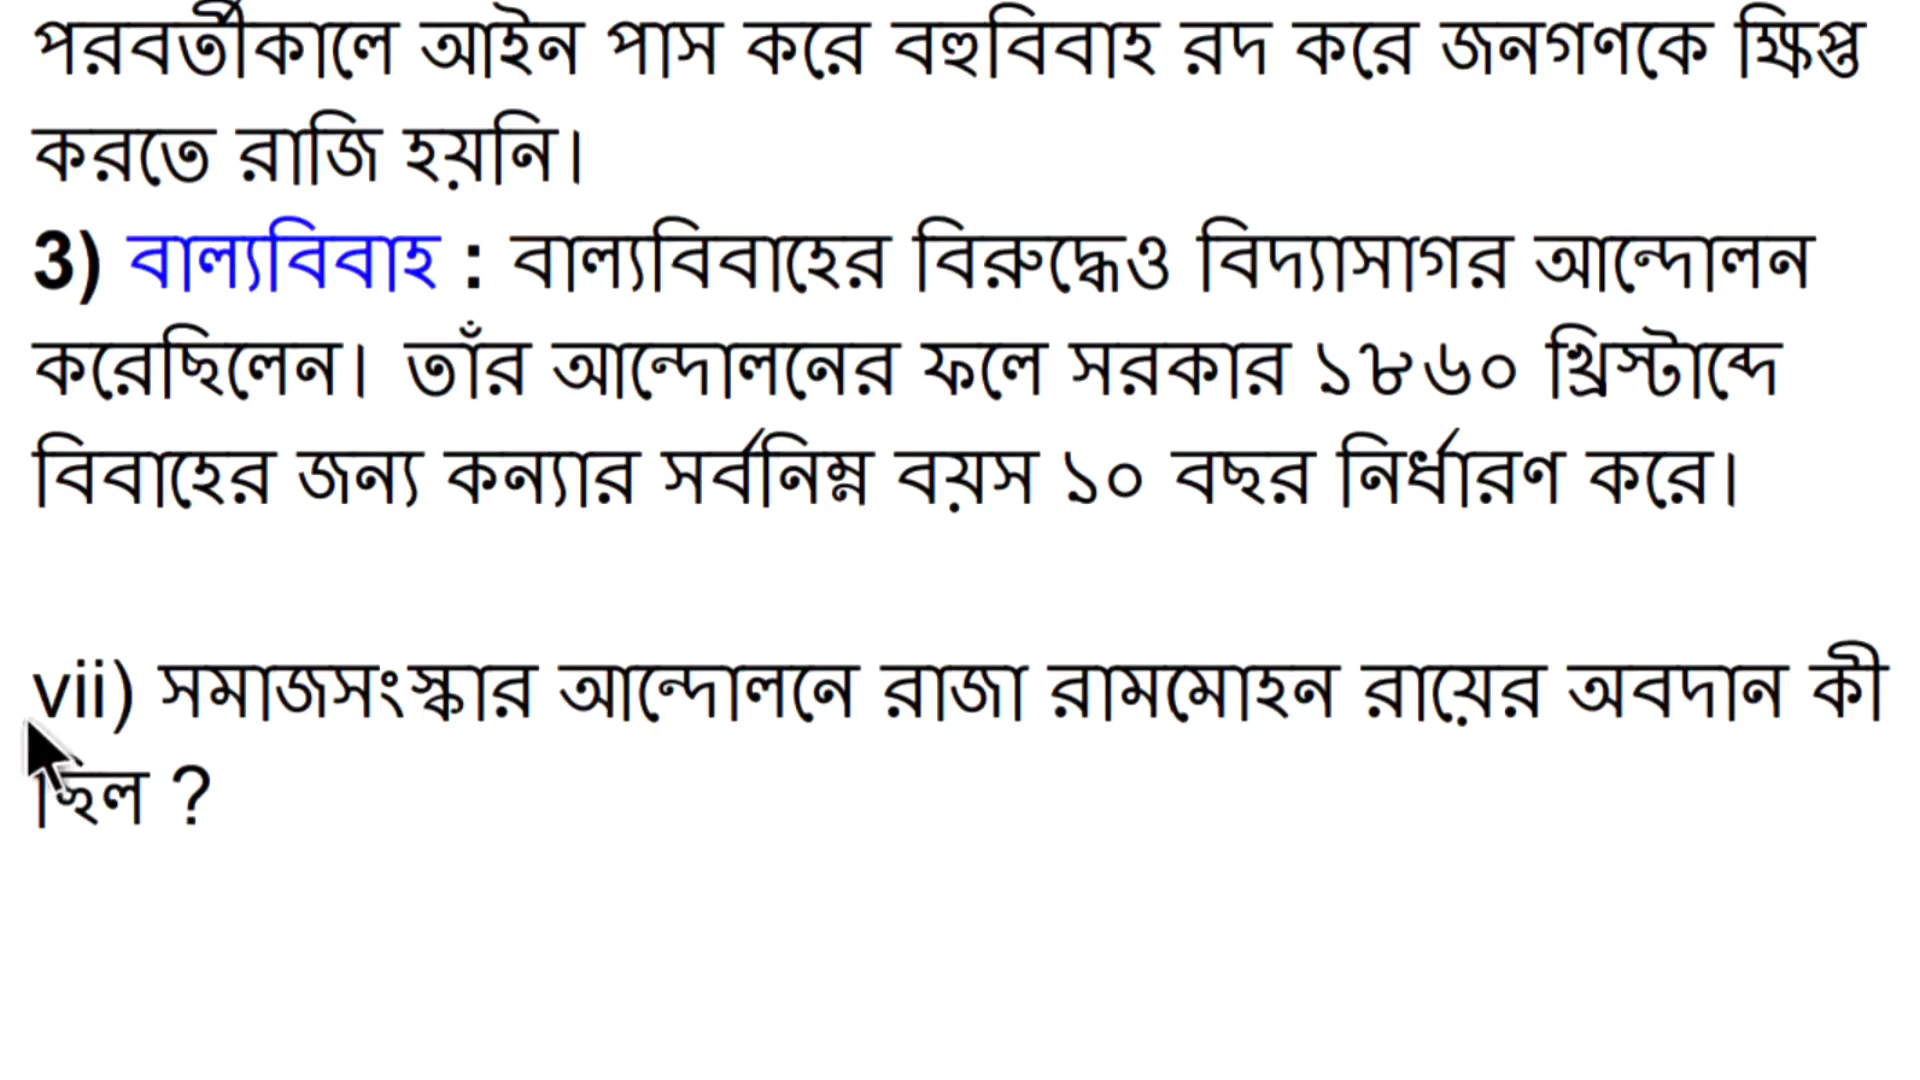 পরবর্তীকালে আইন পাস করে বহুবিবাহ রদ করে জনগণকে ক্ষিপ্ত
করতে রাজি হয়নি।
3) বাল্যবিবাহ : বাল্যবিবাহের বিরুদ্ধেও বিদ্যাসাগর আন্দোলন
করেছিলেন। তাঁর আন্দোলনের ফলে সরকার ১৮৬০ খ্রিস্টাব্দে
বিবাহের জন্য কন্যার সর্বনিম্ন বয়স ১০ বছর নির্ধারণ করে।
vii) সমাজসংস্কার আন্দোলনে রাজা রামমোহন রায়ের অবদান কী
ছিল ?